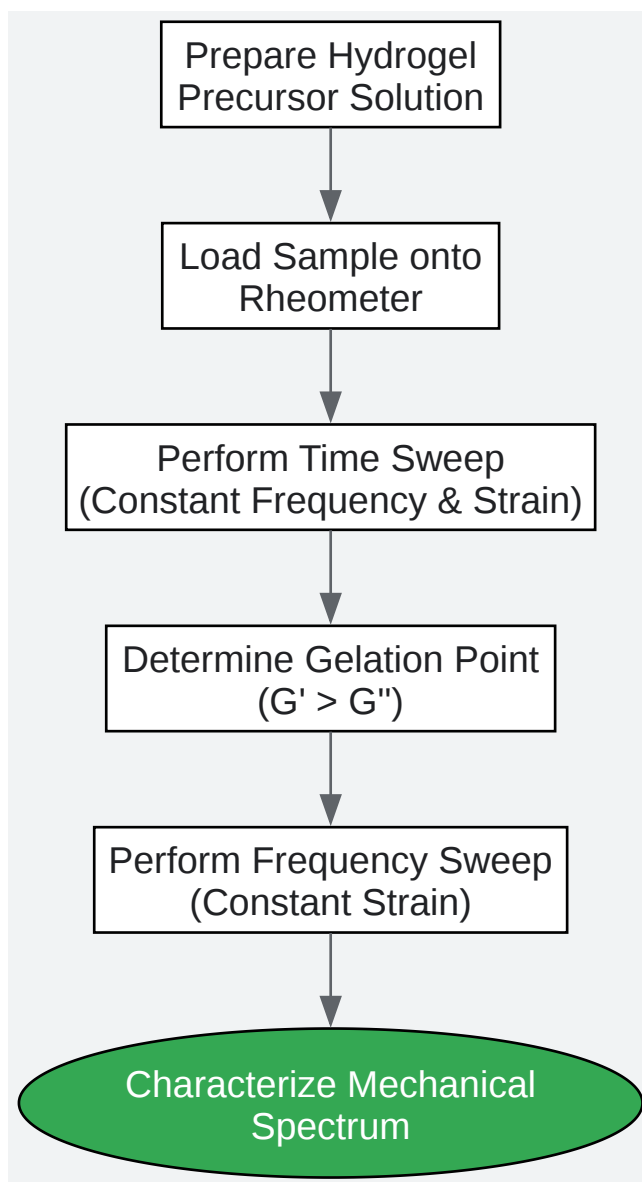 Prepare Hydrogel
Precursor Solution
Load Sample onto
Rheometer
Perform Time Sweep
(Constant Frequency & Strain)
Determine Gelation Point
(G' > G")
Perform Frequency Sweep
(Constant Strain)
Characterize Mechanical
Spectrum